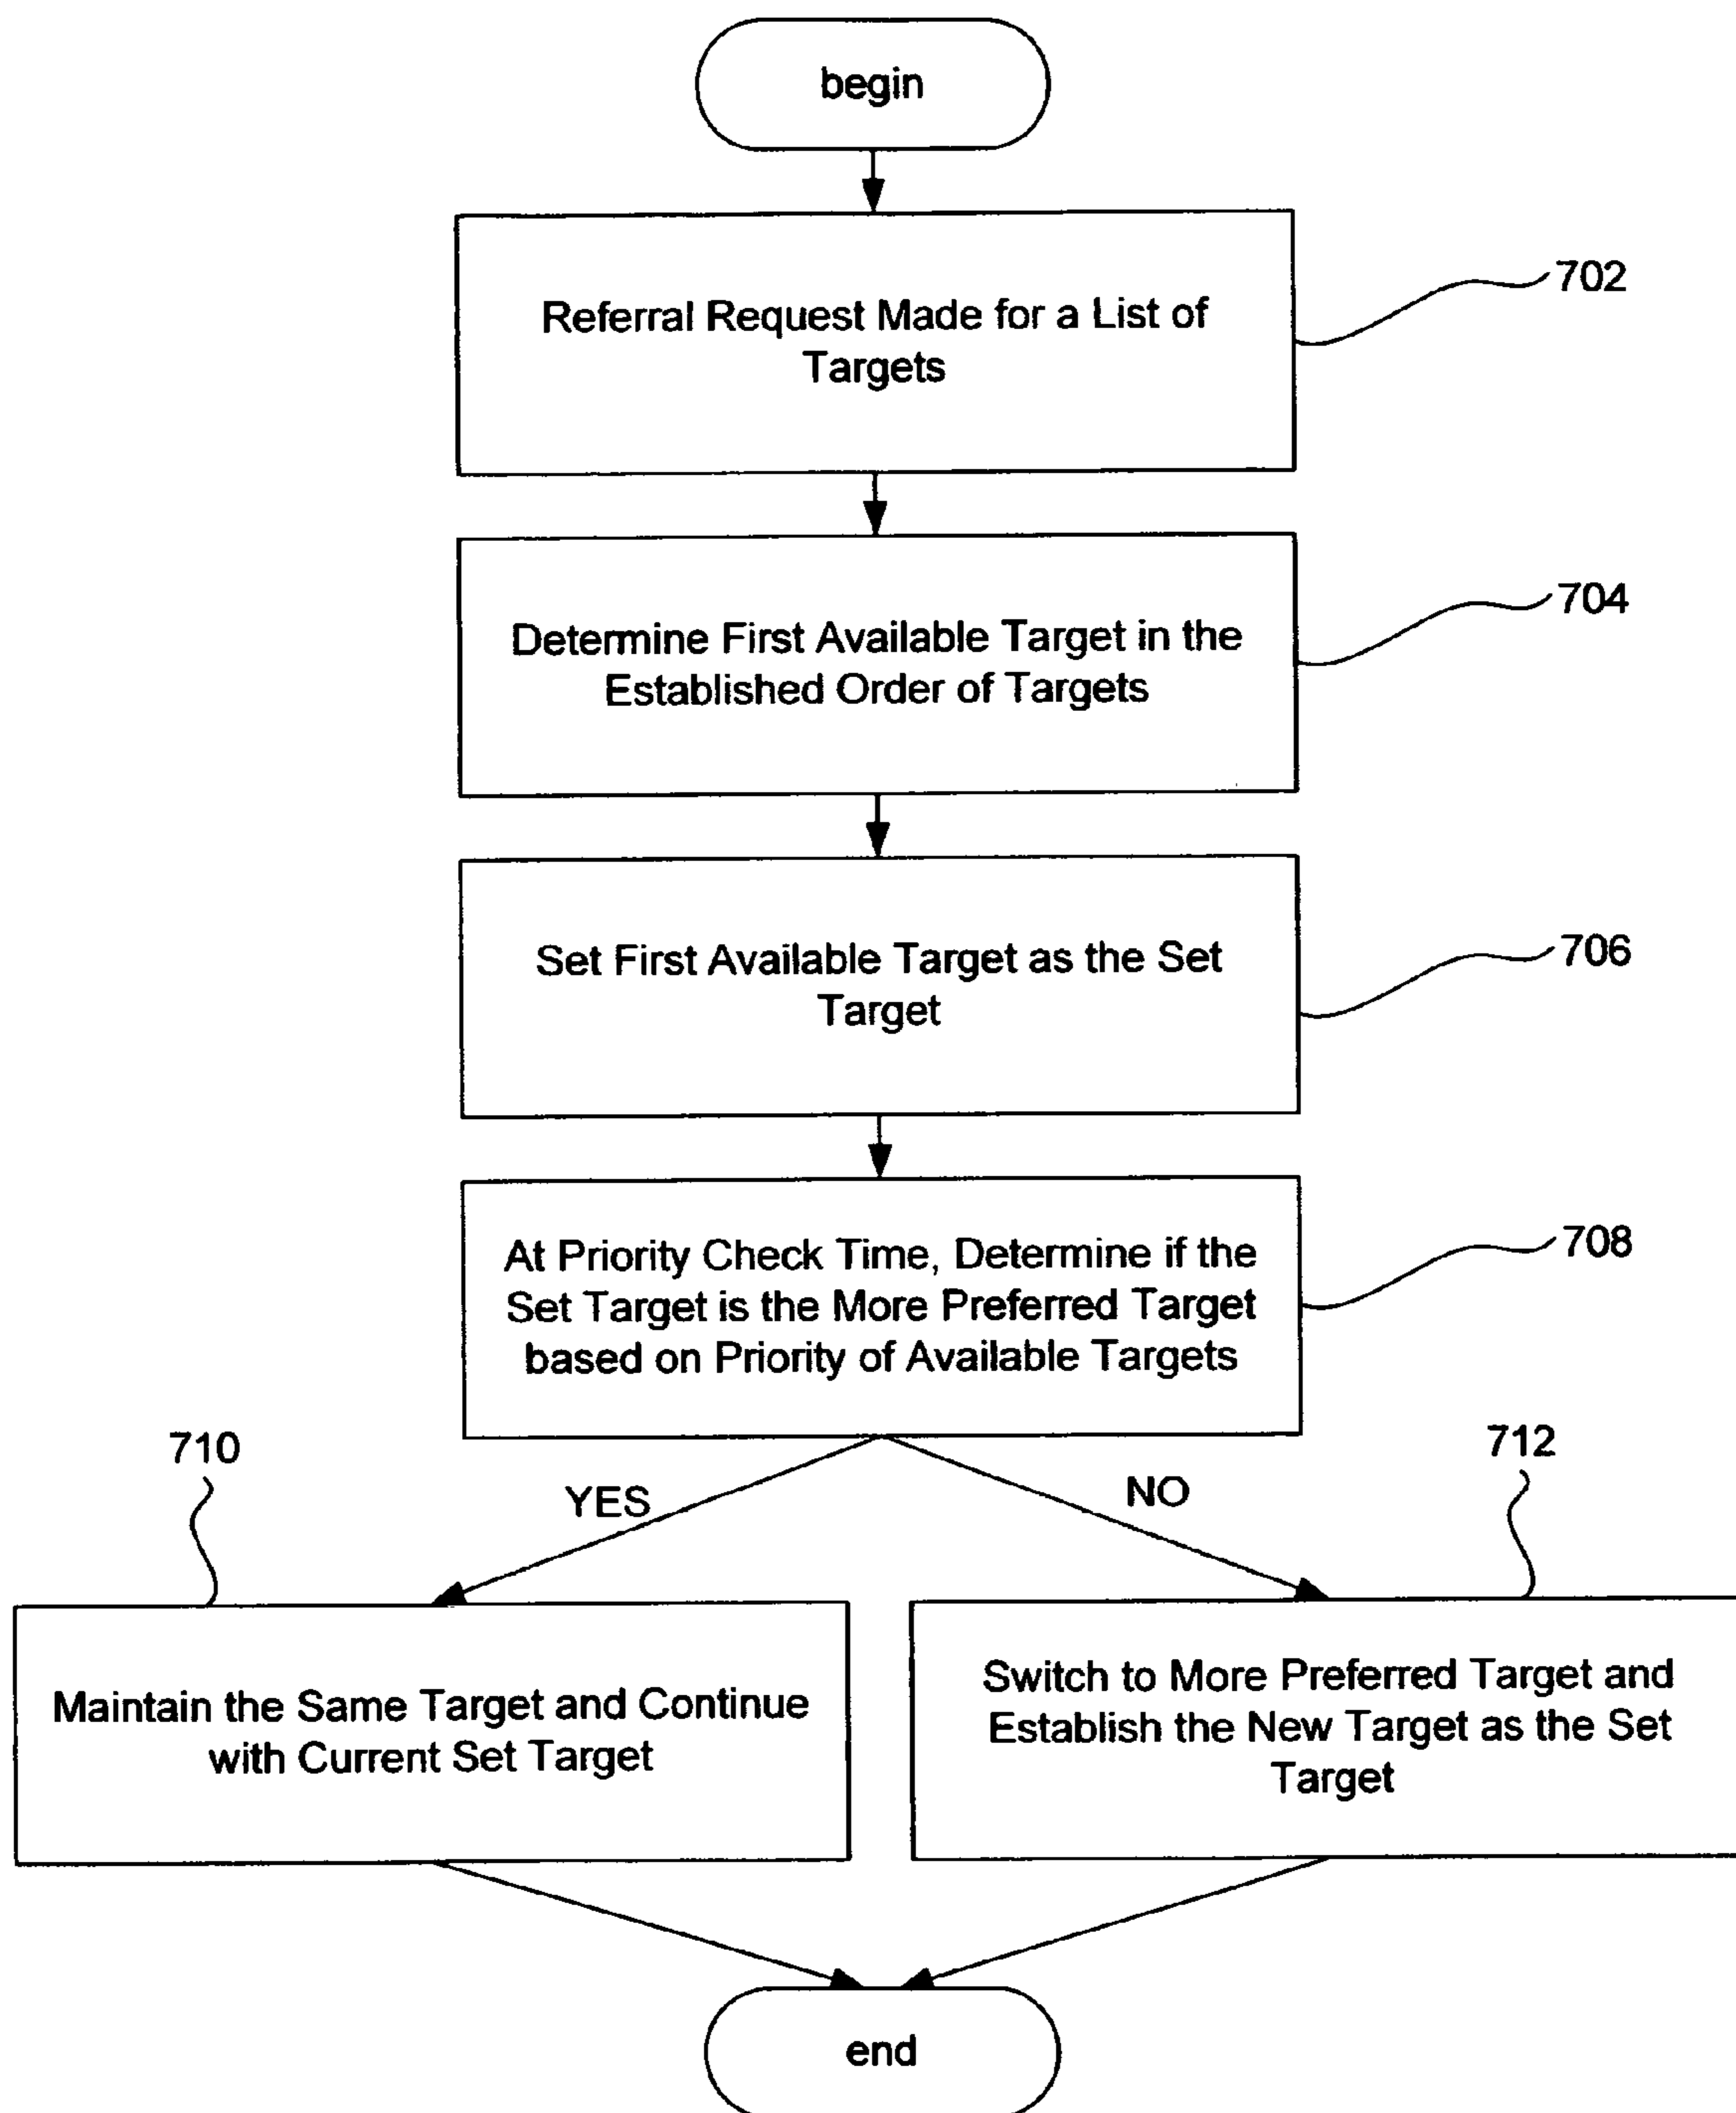 begin
Referral Request Made for a List of
Targets
702
Determine First Available Target in the
Established Order of Targets
704
Set First Available Target as the Set
Target
706
At Priority Check Time, Determine if the
Set Target is the More Preferred Target
based on Priority of Available Targets
708
YES
NO
710
712
Maintain the Same Target and Continue
with Current Set Target
Switch to More Preferred Target and
Establish the New Target as the Set
Target
end